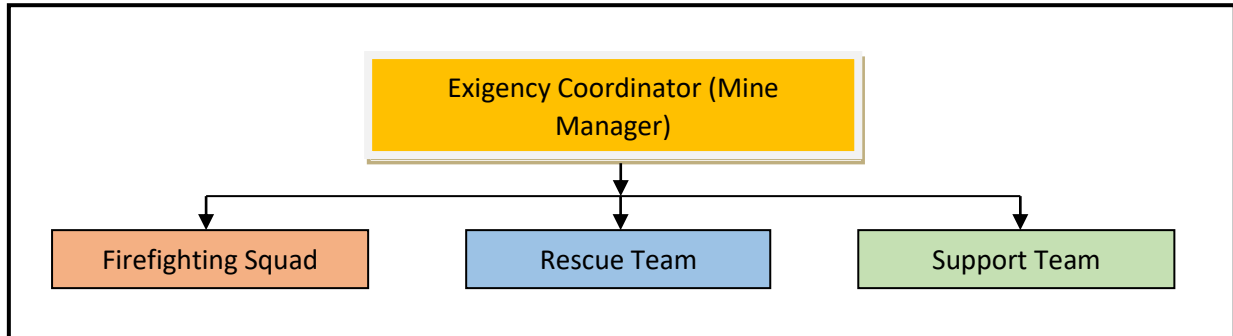 Exigency Coordinator (Mine
Manager)
Firefighting Squad
Rescue Team
Support Team